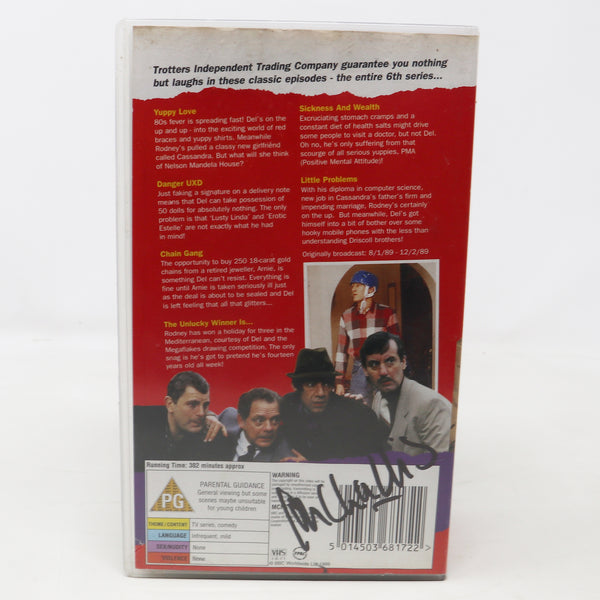 Trotters Independent Trading Company guarantee you nothing
but laughs in these classic episodes - the entire 6th series...
Yuppy Love
80s fever is spreading fast! Del's on the
up and up - into the exciting world of red
braces and yuppy shirts. Meanwhile
Rodney's pulled a classy new girlfriend
called Cassandra. But what will she think
of Nelson Mandela House?
Danger UXD
Just faking a signature on a delivery note
means that Del can take possession of
50 dolls for absolutely nothing. The only
problem is that 'Lusty Linda' and 'Erotic
Estelle' are not exactly what he had
in mind!
Chain Gang
The opportunity to buy 250 18-carat gold
chains from a retired jeweller, Arnie, is
something Del can't resist. Everything is
fine until Arnie is taken seriously ill just
as the deal is about to be sealed and Del
is left feeling that all that glitters...
The Unlucky Winner Is...
Rodney has won a holiday for three in the
Mediterranean, courtesy of Del and the
Megaflakes drawing competition. The only
snag is he's got to pretend he's fourteen
years old all week!
Sickness And Wealth
Excruciating stomach cramps and a
constant diet of health salts might drive
some people to visit a doctor, but not Del.
Oh no, he's only suffering from that
scourge of all serious yuppies, PMA
(Positive Mental Attitude)!
Little Problems
With his diploma in computer science,
new job in Cassandra's father's firm and
impending marriage, Rodney's certainly
on the up. But meanwhile, Del's got
himself into a bit of bother over some
hooky mobile phones with the less than
understanding Driscoll brothers!
Originally broadcast: 8/1/89 - 12/2/89
Running Time: 382 minutes approx
PG
PARENTAL GUIDANCE
General viewing but some
scenes maybe unsuitable
for young children
THEME/CONTENT TV series, comedy
LANGUAGE Infrequent, mild
SEX/NUDITY None
VIOLENCE None
WARNING
VHS
© BBC Worldwide Ltd
5 014503 681722 >